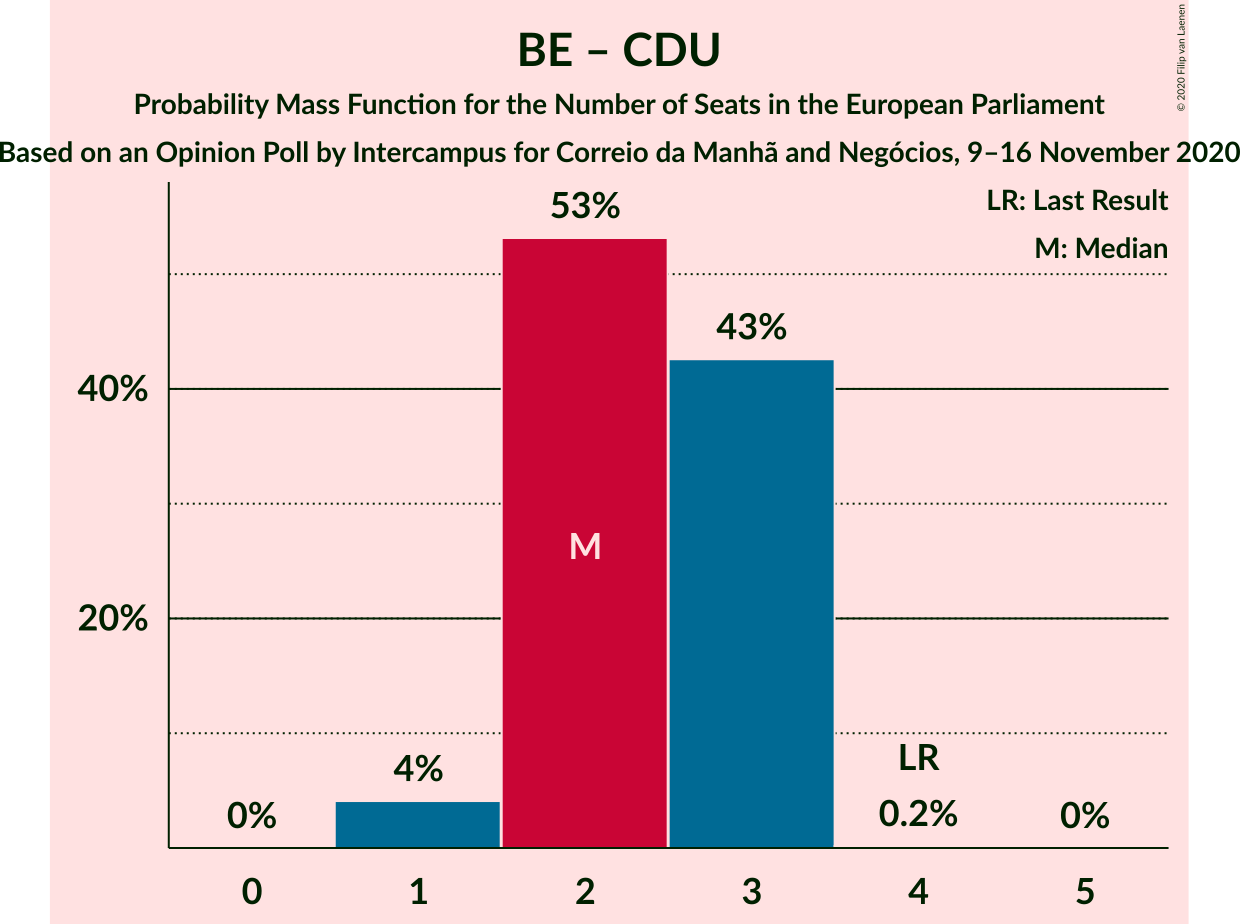 BE – CDU
Probability Mass Function for the Number of Seats in the European Parliament
Based on an Opinion Poll by Intercampus for Correio da Manhã and Negócios, 9–16 November 2020
© 2020 Filip van Laenen
LR: Last Result
M: Median
53%
43%
40%
M
20%
4%
LR
0%
0.2%
0%
0 1 2 3 4 5